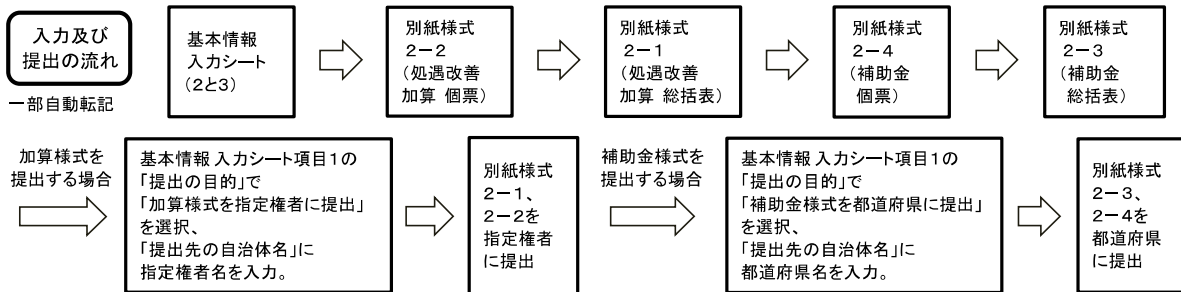 入力及び
提出の流れ
一部自動転記
基本情報
入力シート
(2と3)
別紙様式
2-2
(処遇改善
加算 個票)
別紙様式
2-1
(処遇改善
加算 総括表)
別紙様式
2-4
(補助金
個票)
別紙様式
2-3
(補助金
総括表)
加算様式を
提出する場合
基本情報 入力シート項目1の
「提出の目的」で
「加算様式を指定権者に提出」
を選択、
「提出先の自治体名」に
指定権者名を入力。
別紙様式
2-1、
2-2を
指定権者
に提出
補助金様式を
提出する場合
基本情報 入力シート項目1の
「提出の目的」で
「補助金様式を都道府県に提出」
を選択、
「提出先の自治体名」に
都道府県名を入力。
別紙様式
2-3、
2-4を
都道府県
に提出